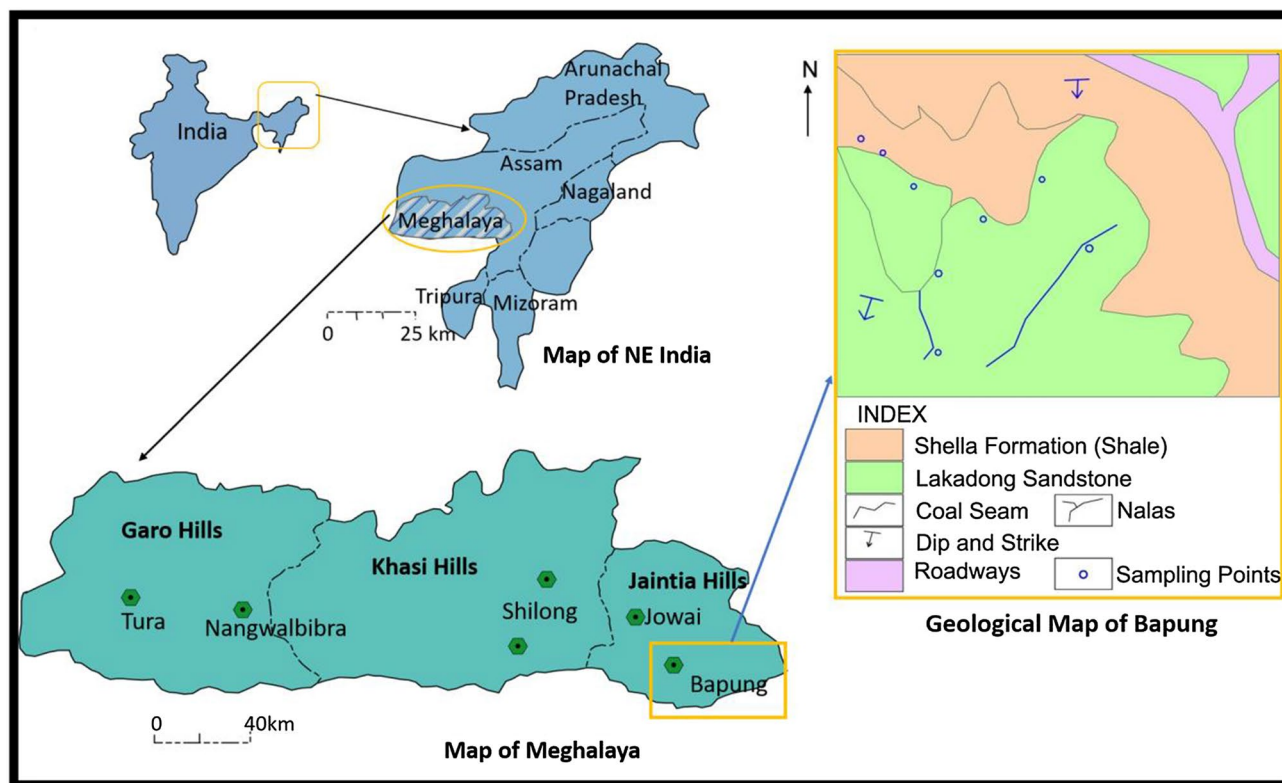 India
Arunachal
Pradesh
Assam
Nagaland
Meghalaya
Tripura
Mizoram
0 25 km
Map of NE India
N
INDEX
Shella Formation (Shale)
Lakadong Sandstone
Coal Seam
Nalas
Dip and Strike
Roadways
Sampling Points
Geological Map of Bapung
Garo Hills
Khasi Hills
Jaintia Hills
Tura
Nangwalbibra
Shilong
Jowai
Bapung
0 40km
Map of Meghalaya